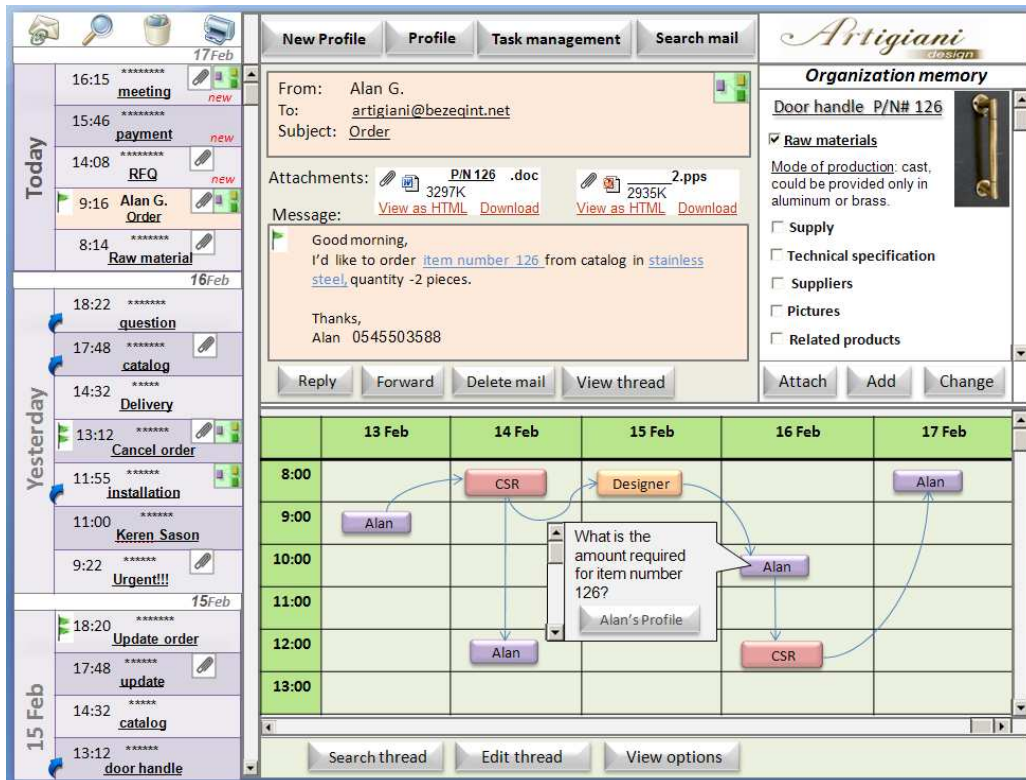 17Feb
Today
16:15 ********
meeting
new
15:46 ********
payment
new
14:08 ********
RFQ
new
9:16 Alan G.
Order
8:14 ********
Raw material
16Feb
Yesterday
18:22 *******
question
17:48 *******
catalog
14:32 *****
Delivery
13:12 ******
Cancel order
11:55 ******
installation
11:00 ******
Keren Sason
9:22 ******
Urgent!!!
15Feb
15 Feb
18:20 ******
Update order
17:48 ******
update
14:32 *****
catalog
13:12 ******
door handle
New Profile Profile Task management Search mail
From: Alan G.
To: artigiani@bezeqint.net
Subject: Order
Attachments: P/N 126 .doc
3297K
View as HTML Download
_____2.pps
2935K
View as HTML Download
Message:
Good morning,
I'd like to order item number 126 from catalog in stainless
steel, quantity -2 pieces.
Thanks,
Alan 0545503588
Reply Forward Delete mail View thread
Artigiani
design
Organization memory
Door handle P/N# 126
Raw materials
Mode of production: cast,
could be provided only in
aluminum or brass.
Supply
Technical specification
Suppliers
Pictures
Related products
Attach Add Change
13 Feb 14 Feb 15 Feb 16 Feb 17 Feb
8:00 CSR Designer Alan
9:00 Alan
10:00 Alan
11:00
12:00 Alan CSR
13:00
What is the
amount required
for item number
126?
Alan's Profile
Search thread Edit thread View options